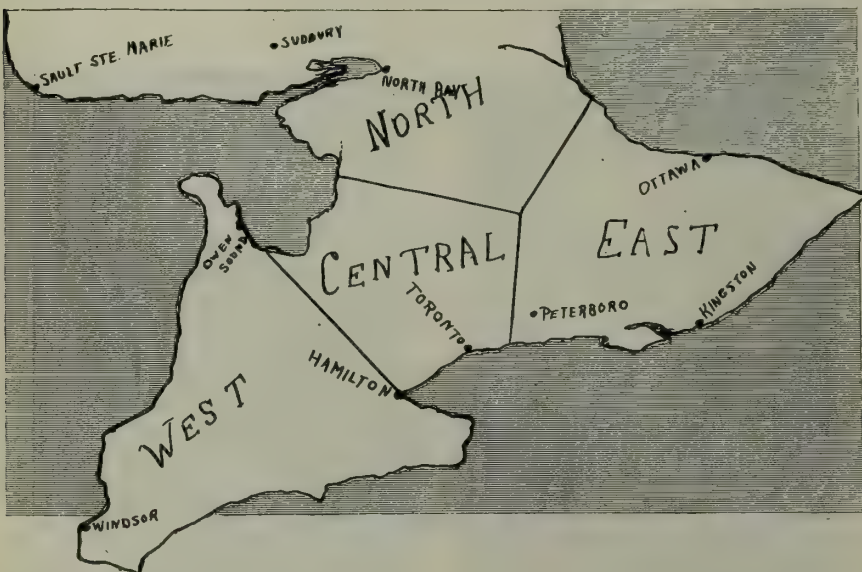 SAULT STE. MARIE
SUDBURY
NORTH BAY
NORTH
OTTAWA
OWEN
SOUND
CENTRAL
EAST
TORONTO
PETERBORO
KINGSTON
HAMILTON
WEST
WINDSOR